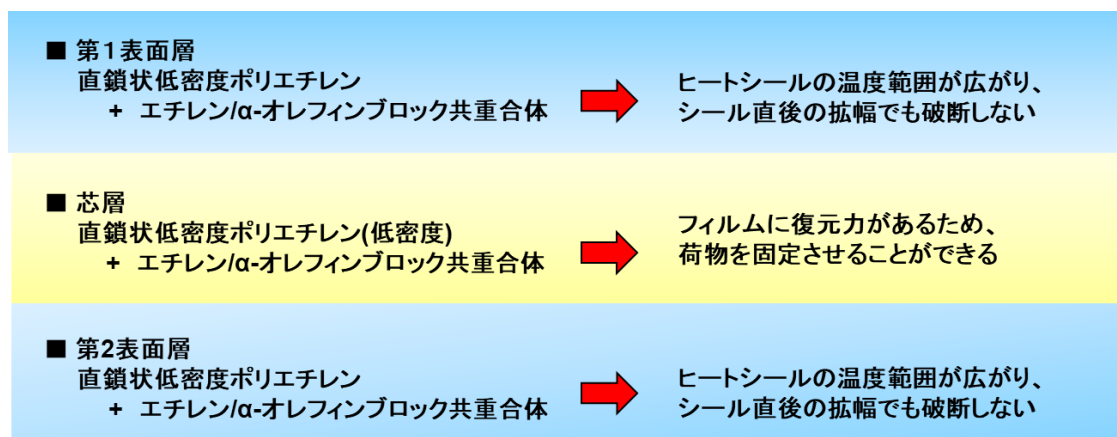 ■ 第１表面層
直鎖状低密度ポリエチレン
+ エチレン/α-オレフィンブロック共重合体
ヒートシールの温度範囲が広がり、
シール直後の拡幅でも破断しない
■ 芯層
直鎖状低密度ポリエチレン(低密度)
+ エチレン/α-オレフィンブロック共重合体
フィルムに復元力があるため、
荷物を固定させることができる
■ 第2表面層
直鎖状低密度ポリエチレン
+ エチレン/α-オレフィンブロック共重合体
ヒートシールの温度範囲が広がり、
シール直後の拡幅でも破断しない